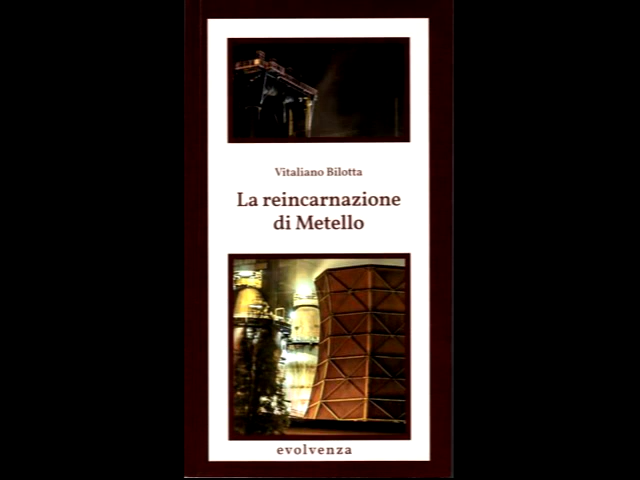 Vitaliano Bilotta
La reincarnazione
di Metello
evolvenza